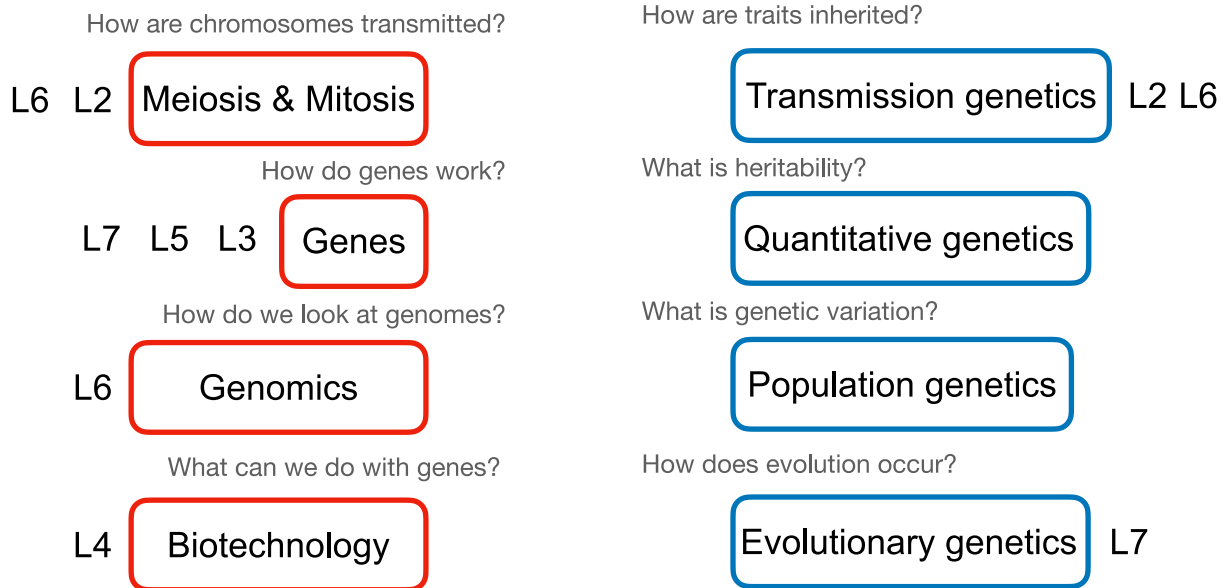 How are chromosomes transmitted?
L6 L2 Meiosis & Mitosis
How do genes work?
L7 L5 L3 Genes
How do we look at genomes?
L6 Genomics
What can we do with genes?
L4 Biotechnology
How are traits inherited?
Transmission genetics L2 L6
What is heritability?
Quantitative genetics
What is genetic variation?
Population genetics
How does evolution occur?
Evolutionary genetics L7